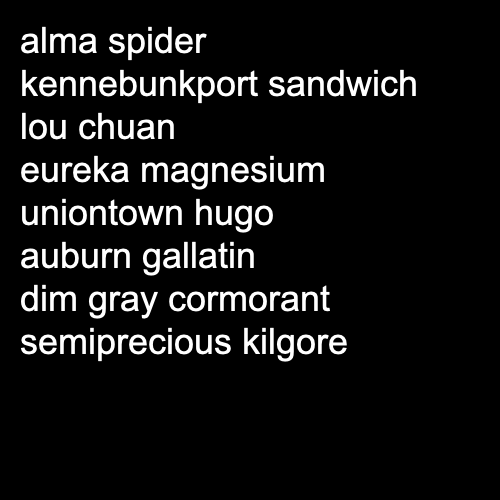 alma spider
kennebunkport sandwich
lou chuan
eureka magnesium
uniontown hugo
auburn gallatin
dim gray cormorant
semiprecious kilgore